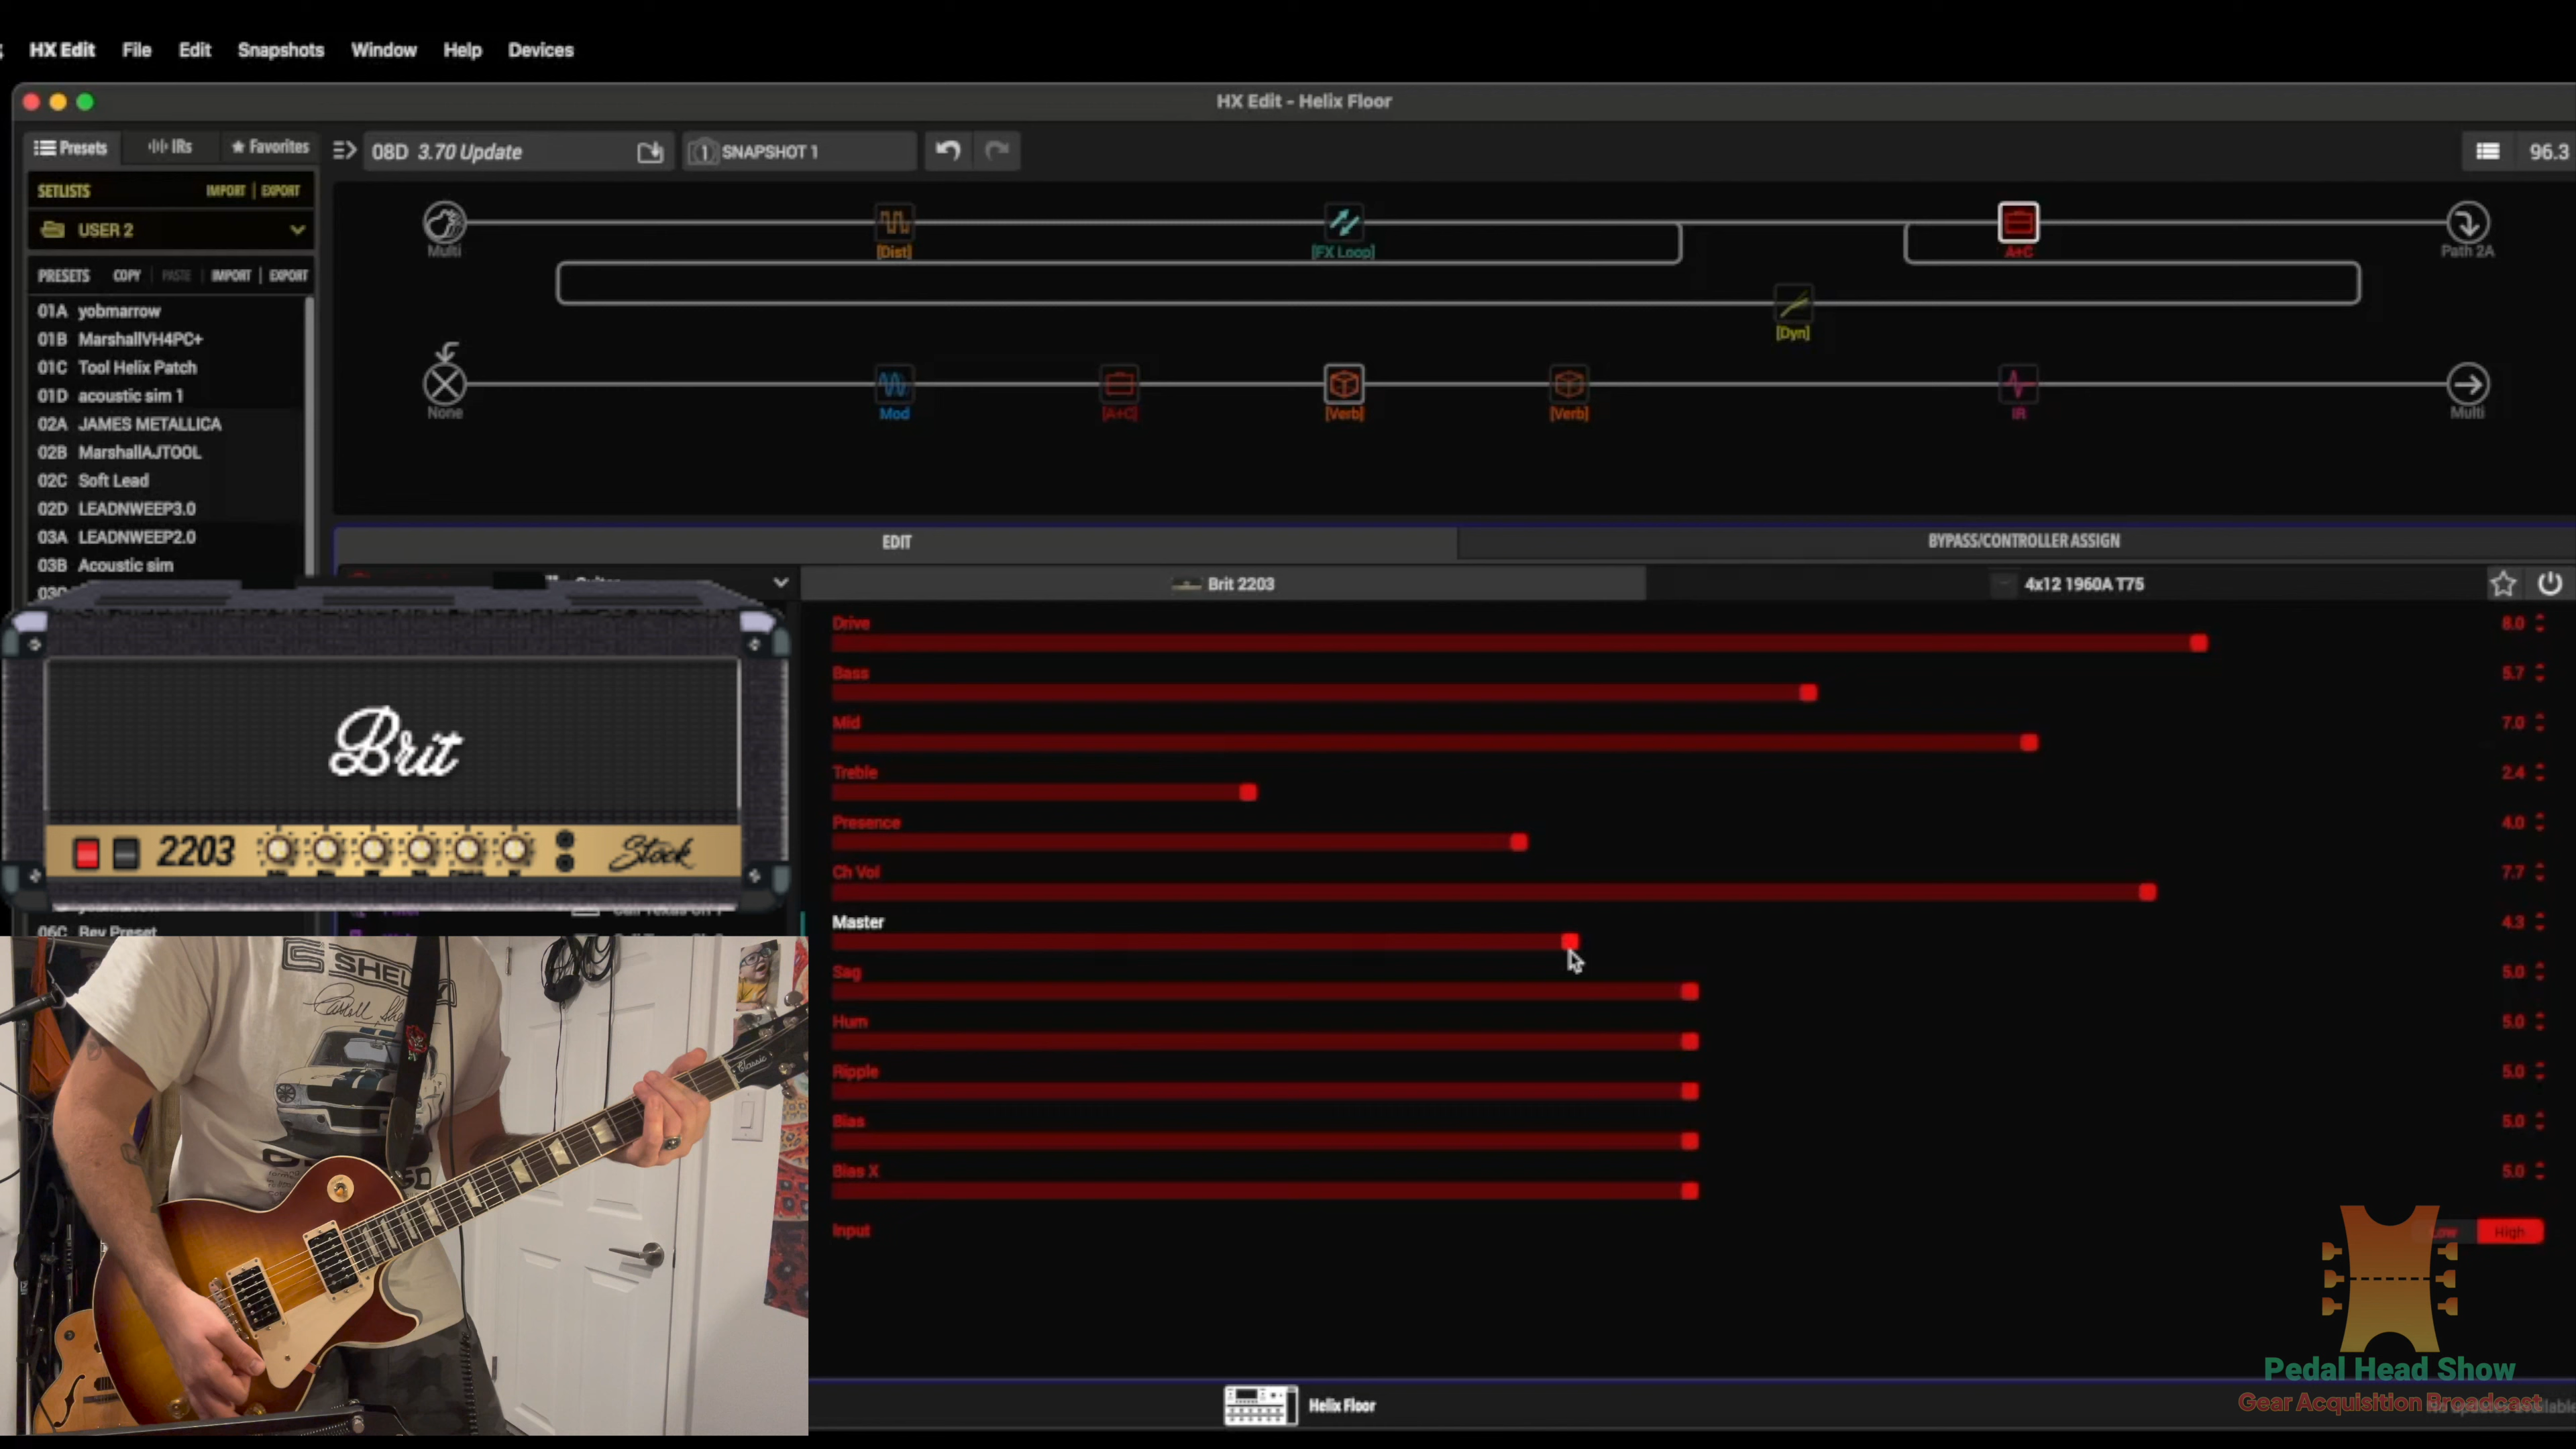 HX Edit File Edit Snapshots Window Help Devices
HX Edit - Helix Floor
Presets IRs Favorites
08D 3.70 Update
1 SNAPSHOT 1
96.3
SETLISTS IMPORT | EXPORT
USER 2
PRESETS COPY PASTE IMPORT | EXPORT
01A yobmarrow
01B MarshallVH4PC+
01C Tool Helix Patch
01D acoustic sim 1
02A JAMES METALLICA
02B MarshallAJTOOL
02C Soft Lead
02D LEADNWEEP3.0
03A LEADNWEEP2.0
03B Acoustic sim
06C Rev Preset
Multi [Dist] [FX Loop] A+C Path 2A
[Dyn]
None Mod [A+C] [Verb] [Verb] IR Multi
EDIT BYPASS/CONTROLLER ASSIGN
Brit 2203 4x12 1960A T75
Drive 8.0
Bass 5.7
Mid 7.0
Treble 2.4
Presence 4.0
Ch Vol 7.7
Master 4.3
Sag 5.0
Hum 5.0
Ripple 5.0
Bias 5.0
Bias X 5.0
Input Low High
Brit
2203 Stock
SHELBY
Classic
Helix Floor
Pedal Head Show
Gear Acquisition Broadcast